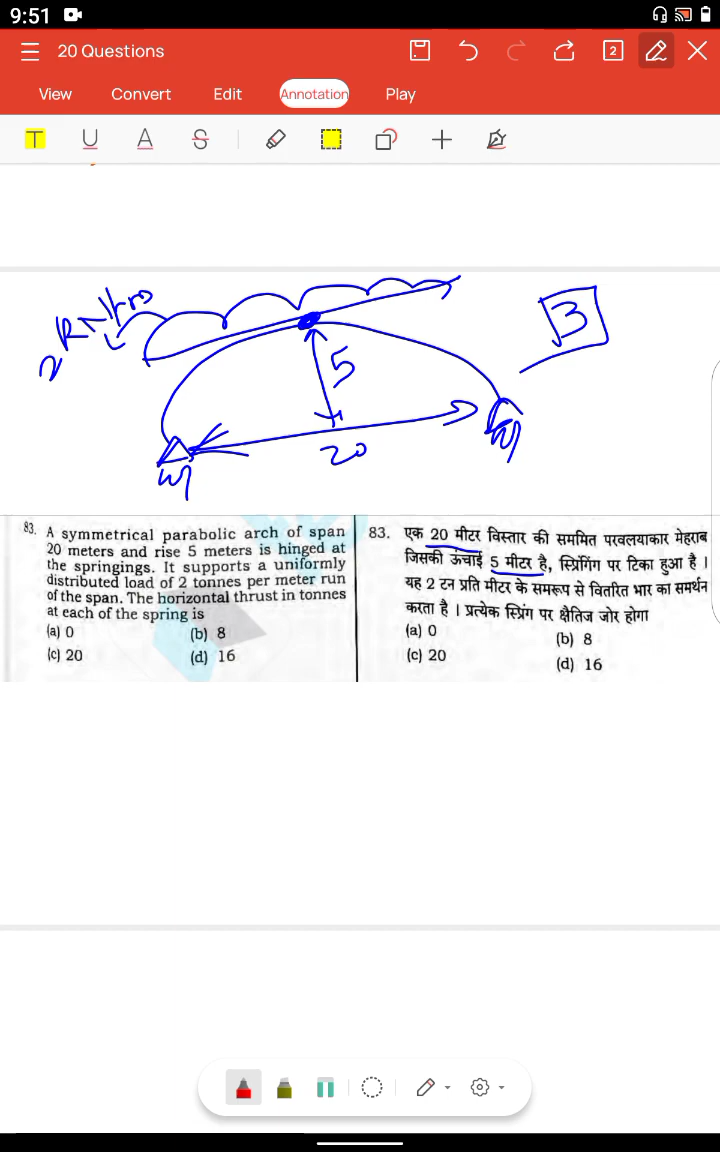 9:51
20 Questions
2
View Convert Edit Annotation Play
T U A S
5
20
3
83. A symmetrical parabolic arch of span
20 meters and rise 5 meters is hinged at
the springings. It supports a uniformly
distributed load of 2 tonnes per meter run
of the span. The horizontal thrust in tonnes
at each of the spring is
(a) 0 (b) 8
(c) 20 (d) 16
83. एक 20 मीटर विस्तार की सममित परवलयाकार मेहराब
जिसकी ऊंचाई 5 मीटर है, स्प्रिंगिंग पर टिका हुआ है ।
यह 2 टन प्रति मीटर के समरूप से वितरित भार का समर्थन
करता है । प्रत्येक स्प्रिंग पर क्षैतिज जोर होगा
(a) 0 (b) 8
(c) 20 (d) 16